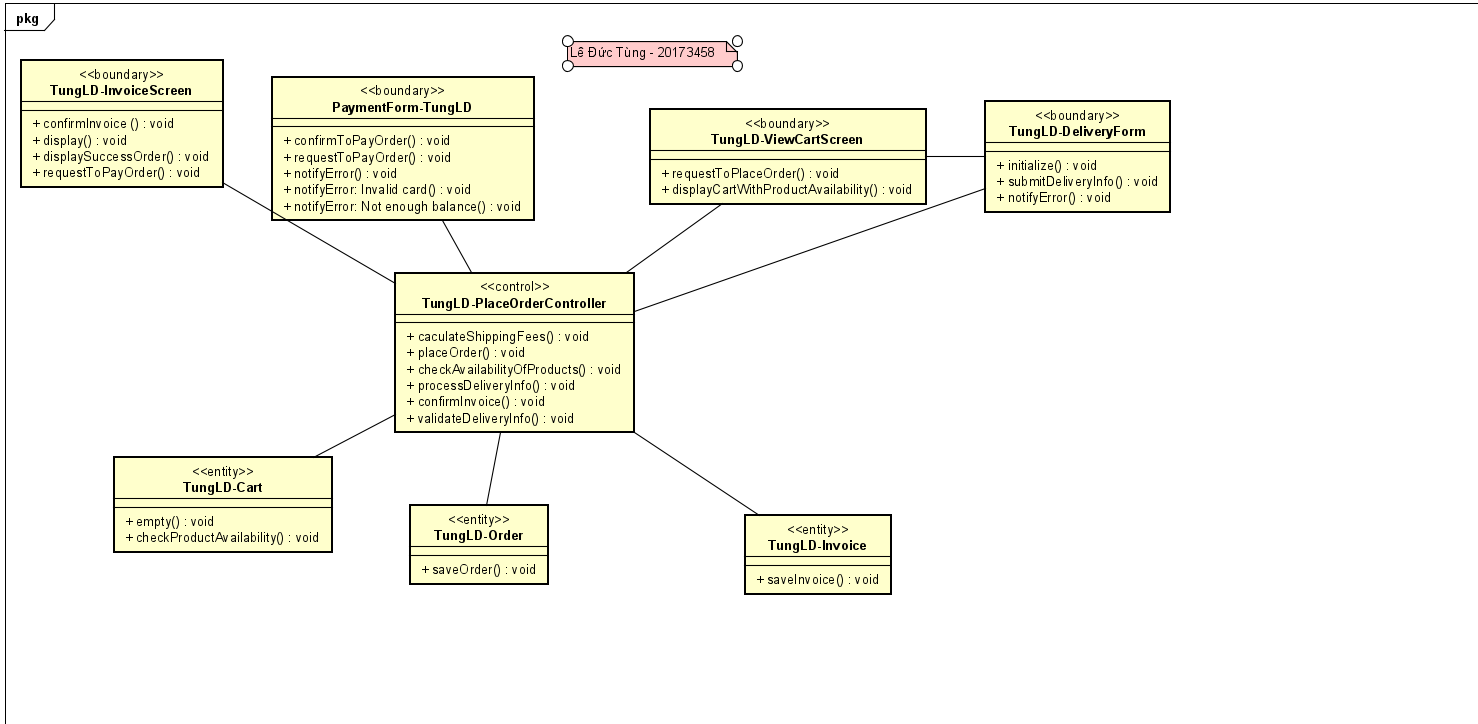 pkg
Lê Đức Tùng - 20173458
<<boundary>>
TungLD-InvoiceScreen
+ confirmInvoice () : void
+ display() : void
+ displaySuccessOrder() : void
+ requestToPayOrder() : void
<<boundary>>
PaymentForm-TungLD
+ confirmToPayOrder() : void
+ requestToPayOrder() : void
+ notifyError() : void
+ notifyError: Invalid card() : void
+ notifyError: Not enough balance() : void
<<boundary>>
TungLD-ViewCartScreen
+ requestToPlaceOrder() : void
+ displayCartWithProductAvailability() : void
<<boundary>>
TungLD-DeliveryForm
+ initialize() : void
+ submitDeliveryInfo() : void
+ notifyError() : void
<<control>>
TungLD-PlaceOrderController
+ caculateShippingFees() : void
+ placeOrder() : void
+ checkAvailabilityOfProducts() : void
+ processDeliveryInfo() : void
+ confirmInvoice() : void
+ validateDeliveryInfo() : void
<<entity>>
TungLD-Cart
+ empty() : void
+ checkProductAvailability() : void
<<entity>>
TungLD-Order
+ saveOrder() : void
<<entity>>
TungLD-Invoice
+ saveInvoice() : void